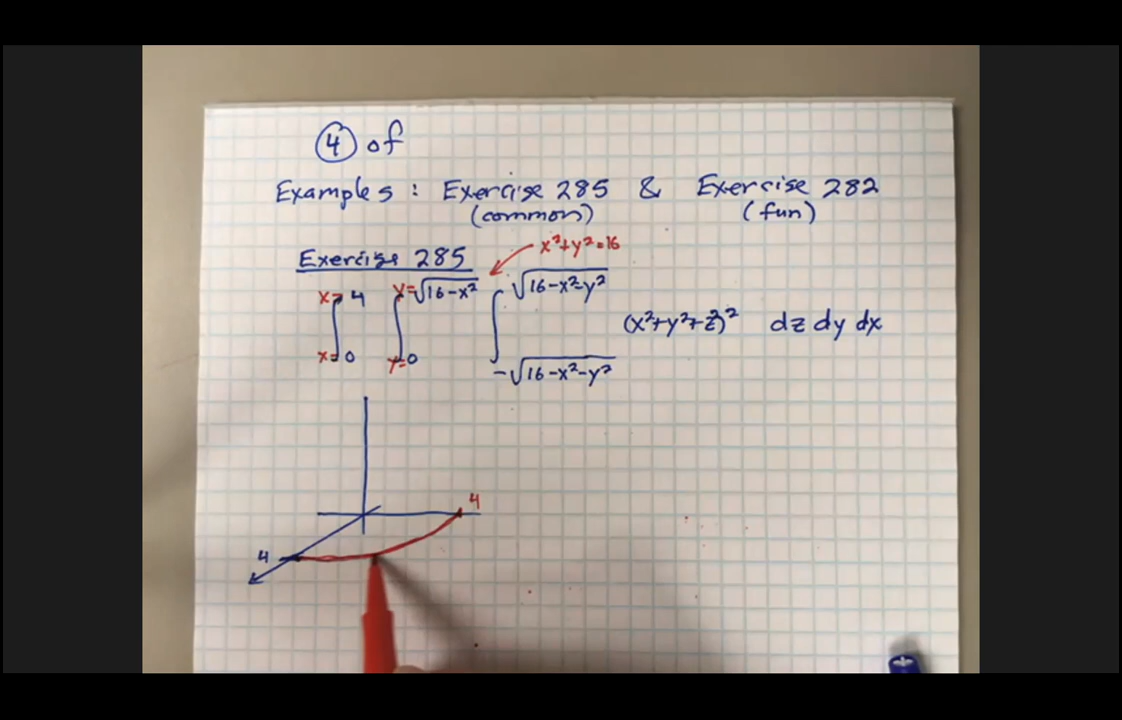 4 of
Examples : Exercise 285 & Exercise 282
(common) (fun)
Exercise 285
x²+y²=16
x=4 y=√16-x² √16-x²-y²
∫ ∫ ∫ (x²+y²+z²)² dz dy dx
x=0 y=0 -√16-x²-y²
4
4